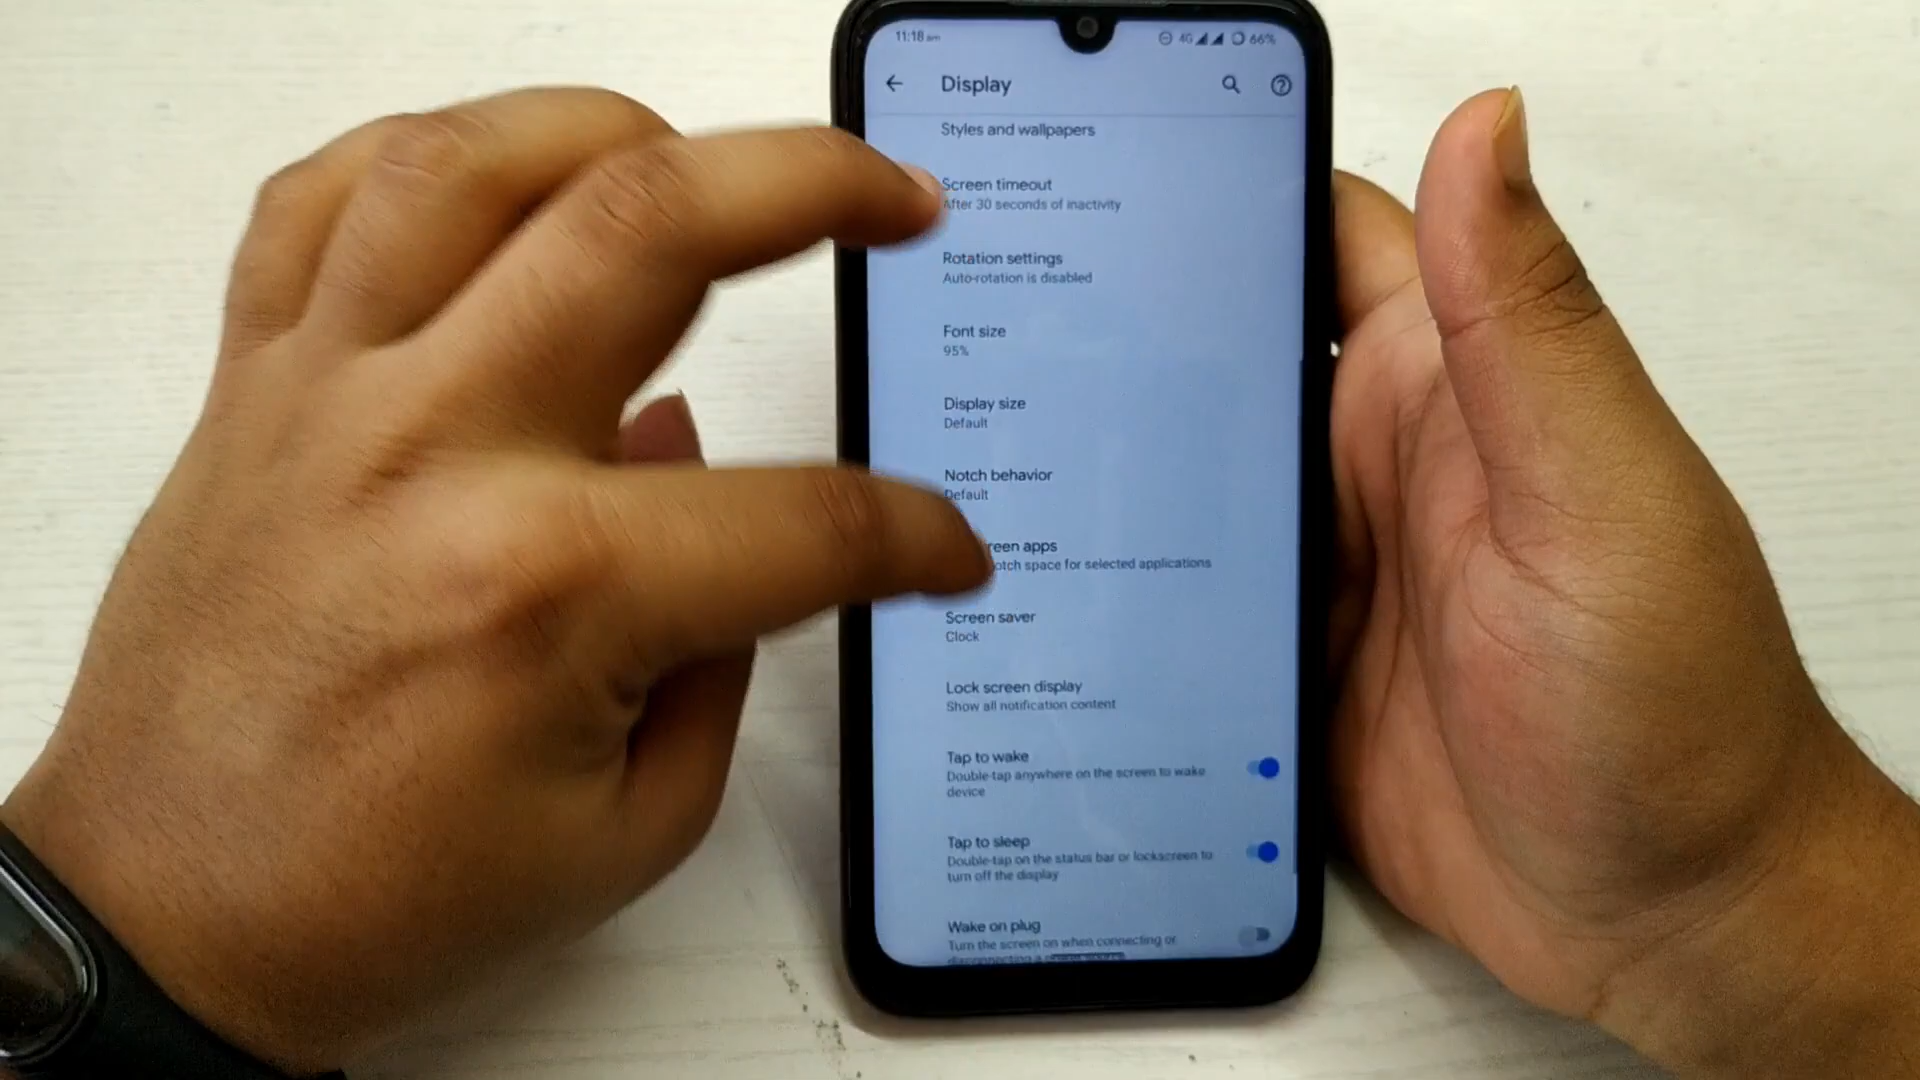 11:18 am 4G 66%
Display
Styles and wallpapers
Screen timeout
After 30 seconds of inactivity
Rotation settings
Auto-rotation is disabled
Font size
95%
Display size
Default
Notch behavior
Default
apps
space for selected applications
Screen saver
Clock
Lock screen display
Show all notification content
Tap to wake
Double-tap anywhere on the screen to wake
device
Tap to sleep
Double-tap on the status bar or lockscreen to
turn off the display
Wake on plug
Turn the screen on when connecting or
disconnecting a power source